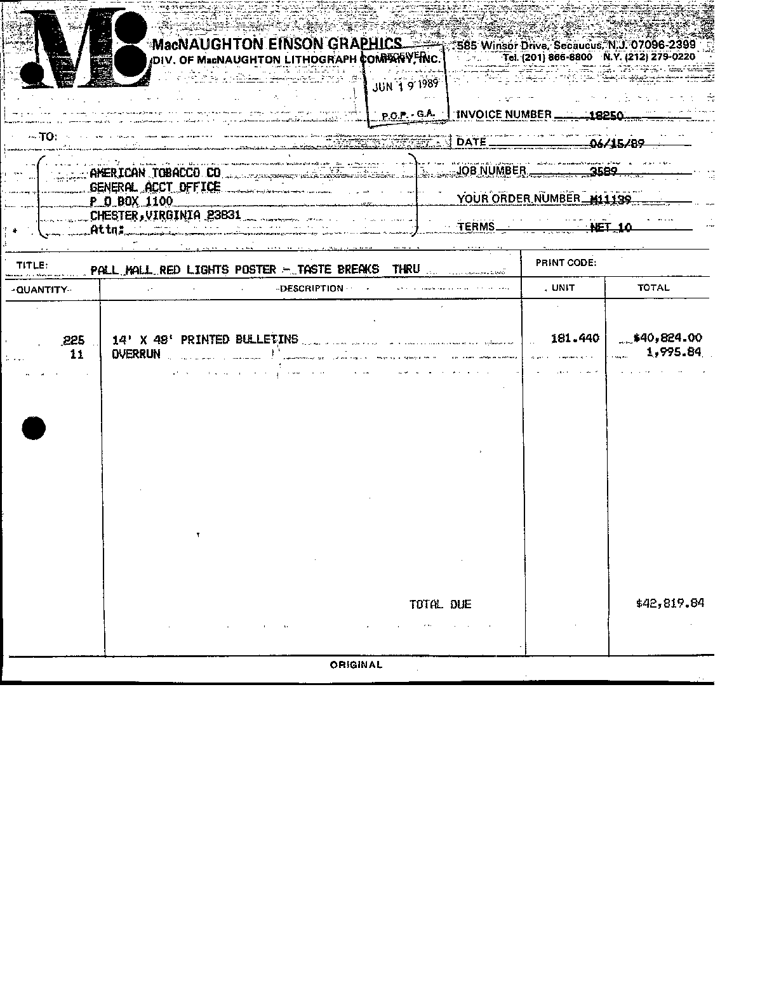 MacNAUGHTON EINSON GRAPHICS
DIV. OF MacNAUGHTON LITHOGRAPH COMPANY, INC.
585 Winsor Drive, Secaucus, N.J. 07096-2399
Tel. (201) 866-6800 N.Y. (212) 279-0220
RECEIVED
JUN 19 1989
P.O.P. - G.A.
INVOICE NUMBER 18250
TO:
DATE 06/15/89
AMERICAN TOBACCO CO
GENERAL ACCT OFFICE
P O BOX 1100
CHESTER,VIRGINIA 23831
Attn:
JOB NUMBER 3589
YOUR ORDER NUMBER M11139
TERMS NET 10
TITLE: PALL MALL RED LIGHTS POSTER - TASTE BREAKS THRU
PRINT CODE:
QUANTITY DESCRIPTION UNIT TOTAL
225 14' X 48' PRINTED BULLETINS 181.440 $40,824.00
11 OVERRUN 1,995.84
TOTAL DUE $42,819.84
ORIGINAL